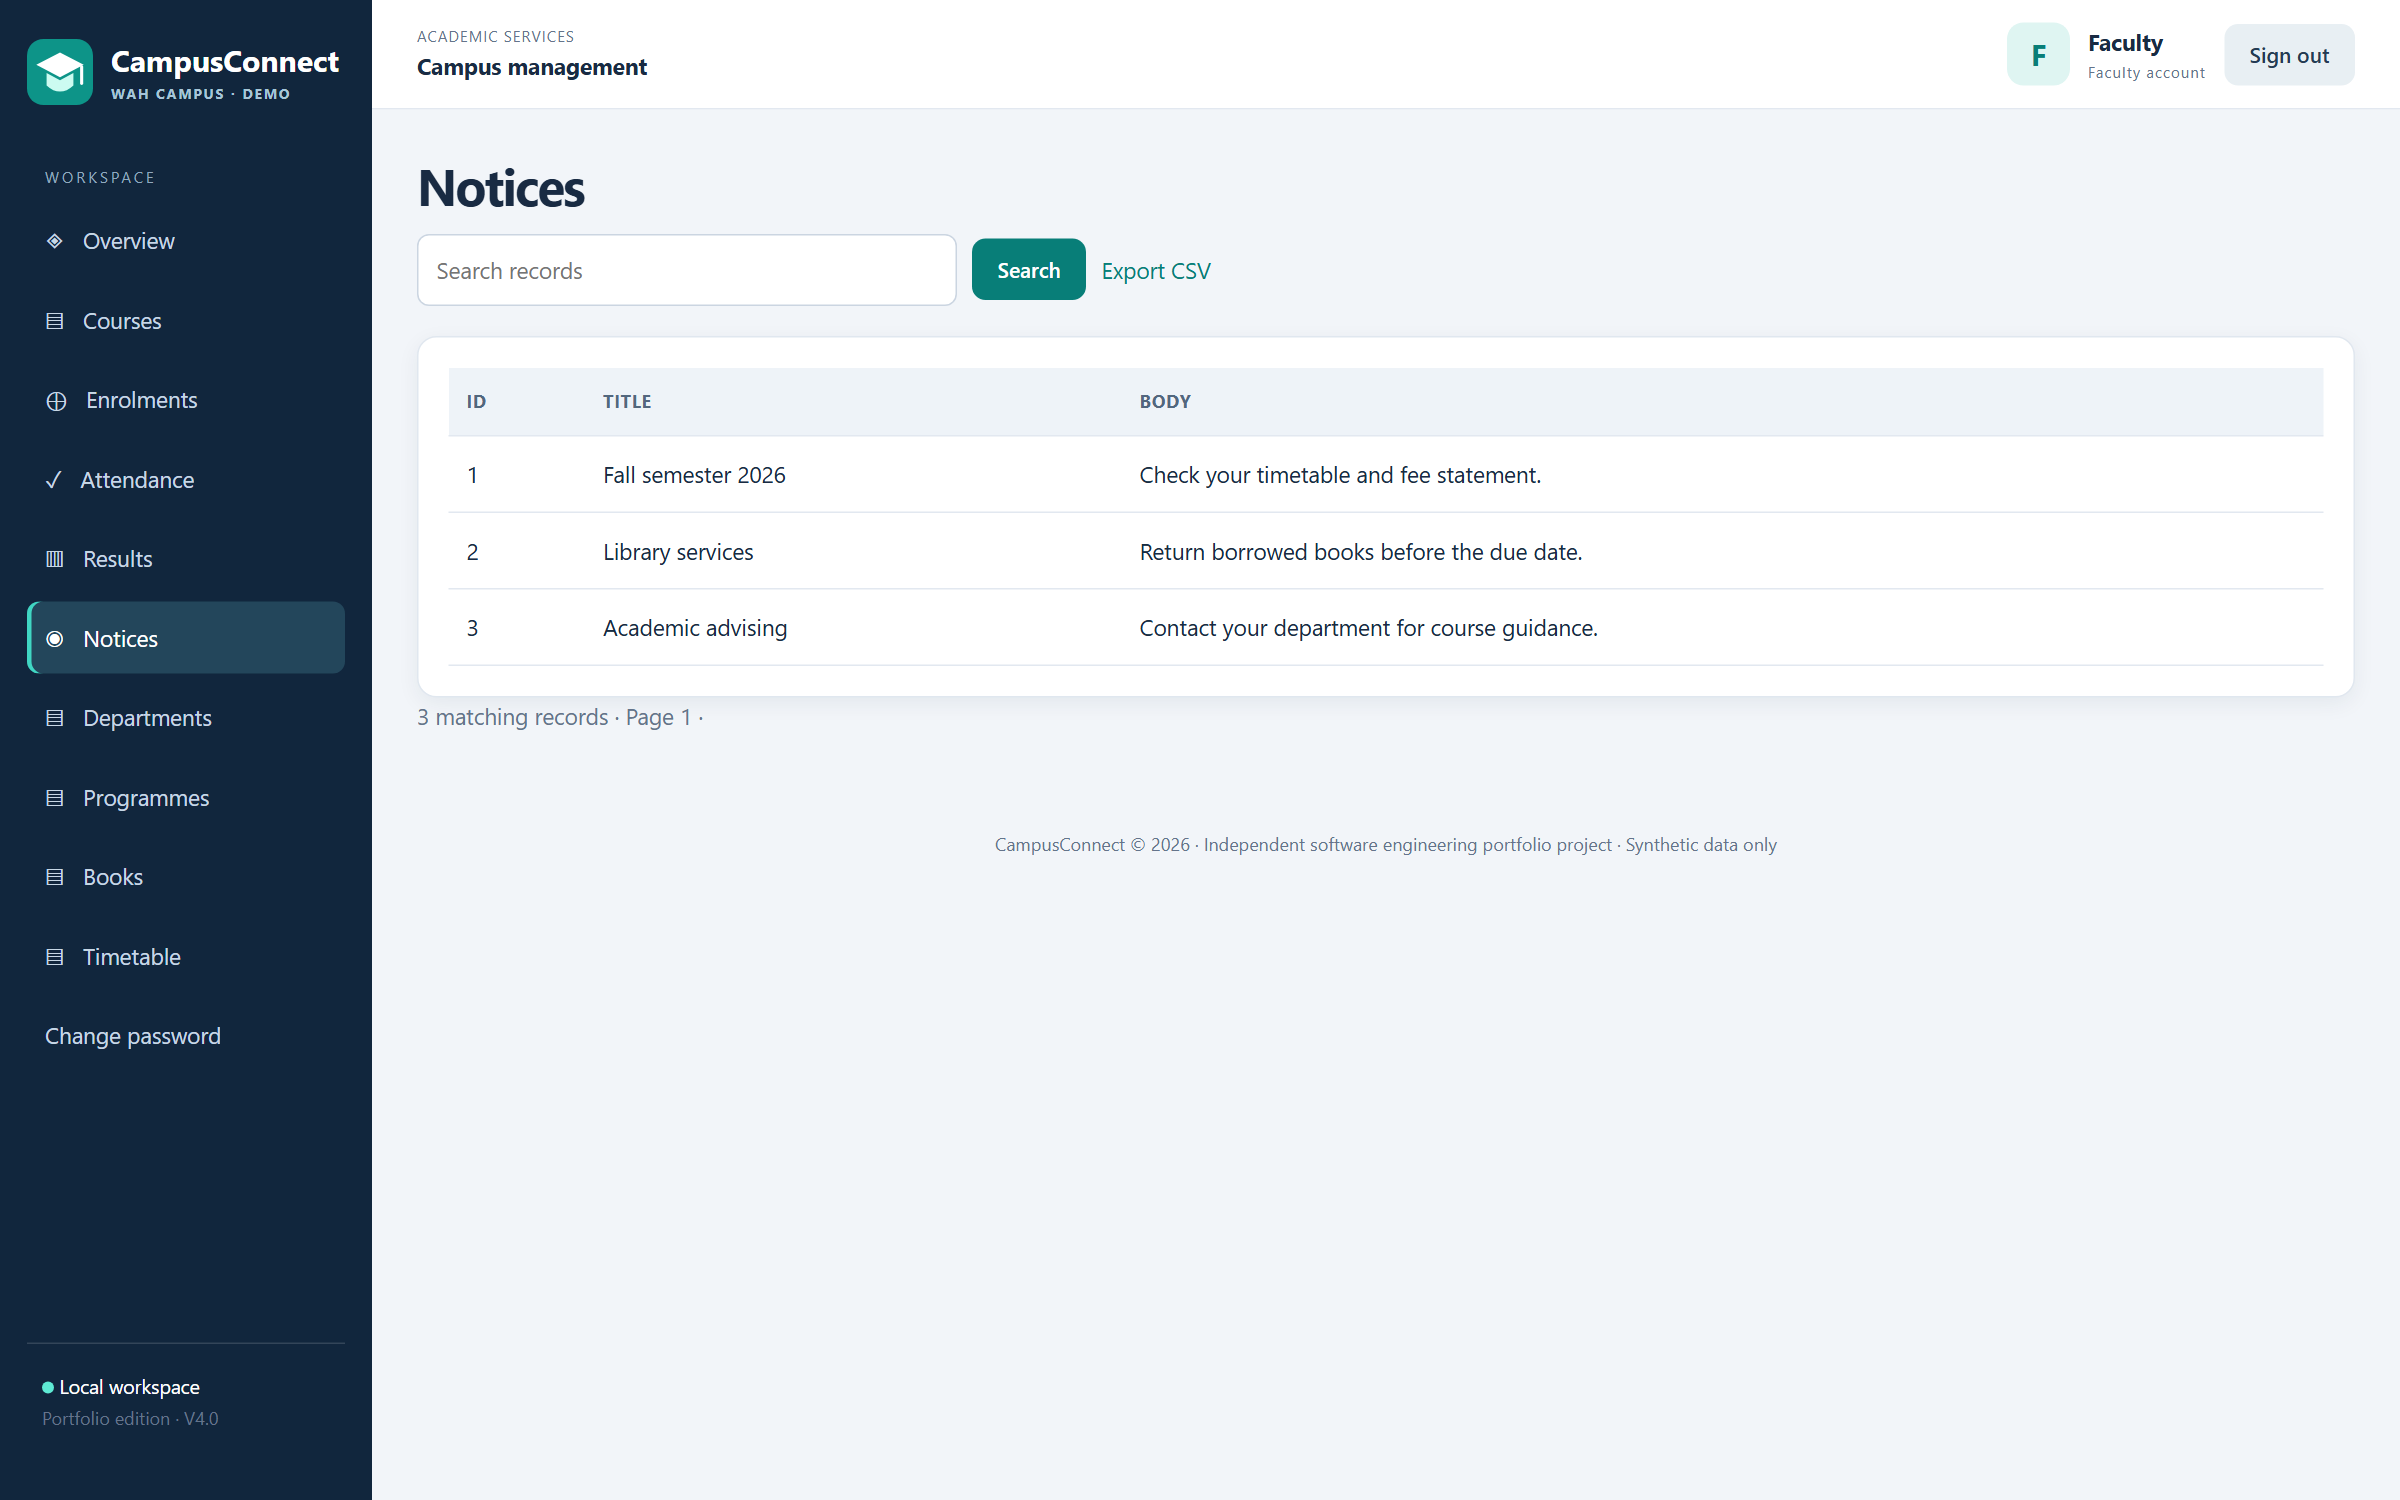 CampusConnect
WAH CAMPUS · DEMO
WORKSPACE
Overview
Courses
Enrolments
Attendance
Results
Notices
Departments
Programmes
Books
Timetable
Change password
Local workspace
Portfolio edition · V4.0
ACADEMIC SERVICES
Campus management
F
Faculty
Faculty account
Sign out
Notices
Search records
Search
Export CSV
ID TITLE BODY
1 Fall semester 2026 Check your timetable and fee statement.
2 Library services Return borrowed books before the due date.
3 Academic advising Contact your department for course guidance.
3 matching records · Page 1 ·
CampusConnect © 2026 · Independent software engineering portfolio project · Synthetic data only